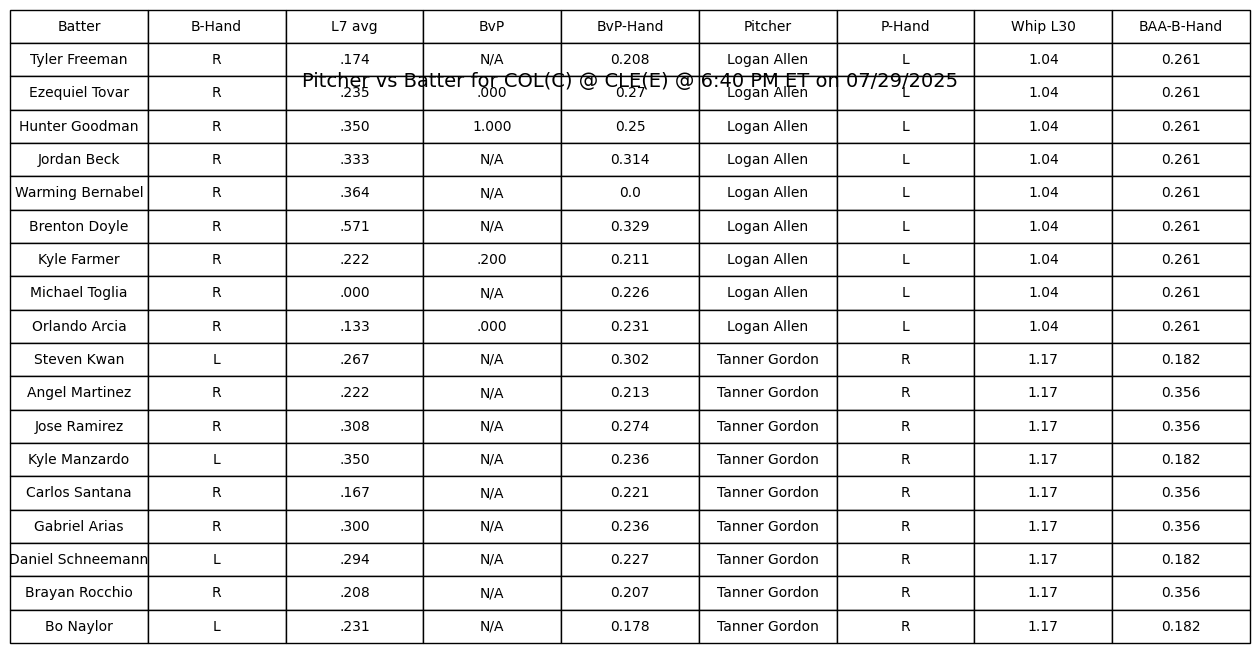 Batter B-Hand L7 avg BvP BvP-Hand Pitcher P-Hand Whip L30 BAA-B-Hand
Tyler Freeman R .174 N/A 0.208 Logan Allen L 1.04 0.261
Pitcher vs Batter for COL(C) @ CLE(E) @ 6:40 PM ET on 07/29/2025
Ezequiel Tovar R .235 .000 0.27 Logan Allen L 1.04 0.261
Hunter Goodman R .350 1.000 0.25 Logan Allen L 1.04 0.261
Jordan Beck R .333 N/A 0.314 Logan Allen L 1.04 0.261
Warming Bernabel R .364 N/A 0.0 Logan Allen L 1.04 0.261
Brenton Doyle R .571 N/A 0.329 Logan Allen L 1.04 0.261
Kyle Farmer R .222 .200 0.211 Logan Allen L 1.04 0.261
Michael Toglia R .000 N/A 0.226 Logan Allen L 1.04 0.261
Orlando Arcia R .133 .000 0.231 Logan Allen L 1.04 0.261
Steven Kwan L .267 N/A 0.302 Tanner Gordon R 1.17 0.182
Angel Martinez R .222 N/A 0.213 Tanner Gordon R 1.17 0.356
Jose Ramirez R .308 N/A 0.274 Tanner Gordon R 1.17 0.356
Kyle Manzardo L .350 N/A 0.236 Tanner Gordon R 1.17 0.182
Carlos Santana R .167 N/A 0.221 Tanner Gordon R 1.17 0.356
Gabriel Arias R .300 N/A 0.236 Tanner Gordon R 1.17 0.356
Daniel Schneemann L .294 N/A 0.227 Tanner Gordon R 1.17 0.182
Brayan Rocchio R .208 N/A 0.207 Tanner Gordon R 1.17 0.356
Bo Naylor L .231 N/A 0.178 Tanner Gordon R 1.17 0.182